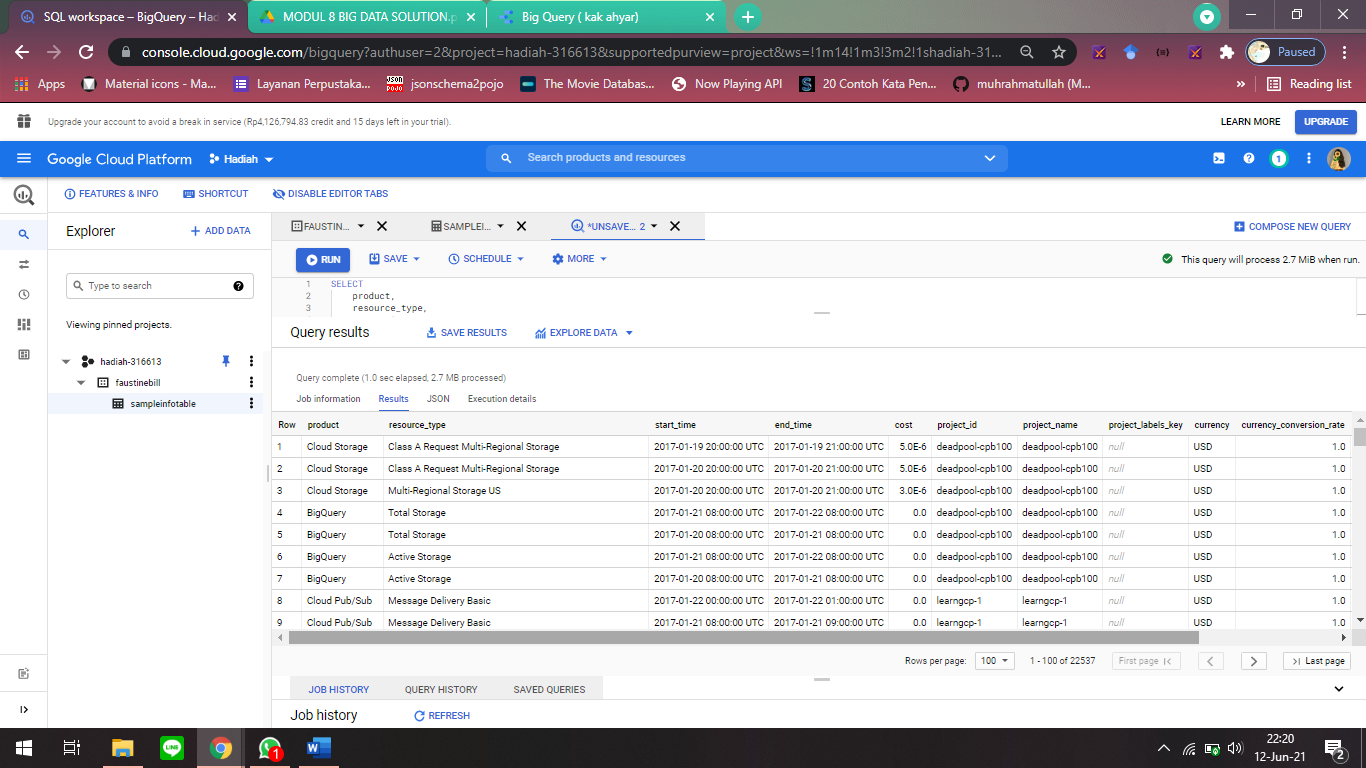 SQL workspace – BigQuery – Hadi
MODUL 8 BIG DATA SOLUTION.p
Big Query ( kak ahyar)
console.cloud.google.com/bigquery?authuser=2&project=hadiah-316613&supportedpurview=project&ws=!1m14!1m3!3m2!1shadiah-31...
Paused
Apps
Material icons - Ma...
Layanan Perpustaka...
jsonschema2pojo
The Movie Databas...
Now Playing API
20 Contoh Kata Pen...
muhrahmatullah (M...
»
Reading list
Upgrade your account to avoid a break in service (Rp4,126,794.83 credit and 15 days left in your trial).
LEARN MORE
UPGRADE
Google Cloud Platform
Hadiah
Search products and resources
1
FEATURES & INFO
SHORTCUT
DISABLE EDITOR TABS
Explorer
+ ADD DATA
FAUSTIN...
SAMPLEI...
*UNSAVE... 2
COMPOSE NEW QUERY
RUN
SAVE
SCHEDULE
MORE
This query will process 2.7 MiB when run.
Type to search
Viewing pinned projects.
hadiah-316613
faustinebill
sampleinfotable
1 SELECT
2 product,
3 resource_type,
Query results
SAVE RESULTS
EXPLORE DATA
Query complete (1.0 sec elapsed, 2.7 MB processed)
Job information Results JSON Execution details
Row product resource_type start_time end_time cost project_id project_name project_labels_key currency currency_conversion_rate
1 Cloud Storage Class A Request Multi-Regional Storage 2017-01-19 20:00:00 UTC 2017-01-19 21:00:00 UTC 5.0E-6 deadpool-cpb100 deadpool-cpb100 null USD 1.0
2 Cloud Storage Class A Request Multi-Regional Storage 2017-01-20 20:00:00 UTC 2017-01-20 21:00:00 UTC 5.0E-6 deadpool-cpb100 deadpool-cpb100 null USD 1.0
3 Cloud Storage Multi-Regional Storage US 2017-01-20 20:00:00 UTC 2017-01-20 21:00:00 UTC 3.0E-6 deadpool-cpb100 deadpool-cpb100 null USD 1.0
4 BigQuery Total Storage 2017-01-21 08:00:00 UTC 2017-01-22 08:00:00 UTC 0.0 deadpool-cpb100 deadpool-cpb100 null USD 1.0
5 BigQuery Total Storage 2017-01-20 08:00:00 UTC 2017-01-21 08:00:00 UTC 0.0 deadpool-cpb100 deadpool-cpb100 null USD 1.0
6 BigQuery Active Storage 2017-01-21 08:00:00 UTC 2017-01-22 08:00:00 UTC 0.0 deadpool-cpb100 deadpool-cpb100 null USD 1.0
7 BigQuery Active Storage 2017-01-20 08:00:00 UTC 2017-01-21 08:00:00 UTC 0.0 deadpool-cpb100 deadpool-cpb100 null USD 1.0
8 Cloud Pub/Sub Message Delivery Basic 2017-01-22 00:00:00 UTC 2017-01-22 01:00:00 UTC 0.0 learngcp-1 learngcp-1 null USD 1.0
9 Cloud Pub/Sub Message Delivery Basic 2017-01-21 08:00:00 UTC 2017-01-21 09:00:00 UTC 0.0 learngcp-1 learngcp-1 null USD 1.0
Rows per page: 100 1 - 100 of 22537 First page Last page
JOB HISTORY QUERY HISTORY SAVED QUERIES
Job history
REFRESH
LINE
1
W
22:20
12-Jun-21
2